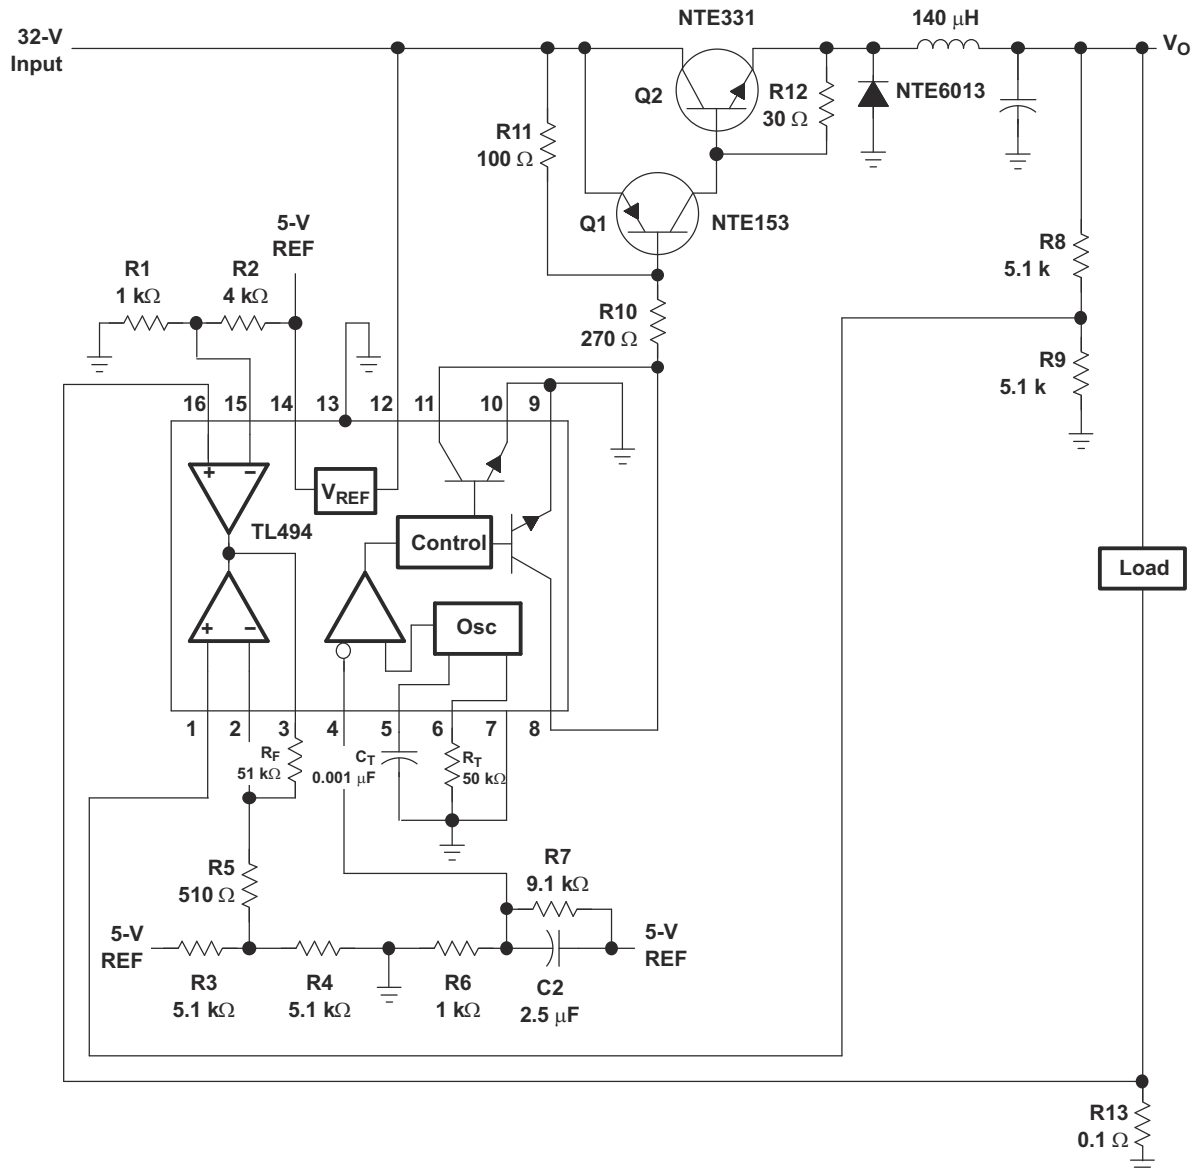 NTE331
140 μH
32-V
Input
VO
Q2
R12
30 Ω
NTE6013
R11
100 Ω
Q1
NTE153
5-V
REF
R8
5.1 k
R1
1 kΩ
R2
4 kΩ
R10
270 Ω
R9
5.1 k
16
15
14
13
12
11
10
9
+
−
VREF
TL494
Control
Load
Osc
+
−
1
2
3
4
5
6
7
8
RF
51 kΩ
CT
0.001 μF
RT
50 kΩ
R5
510 Ω
R7
9.1 kΩ
5-V
REF
5-V
REF
R3
5.1 kΩ
R4
5.1 kΩ
R6
1 kΩ
C2
2.5 μF
R13
0.1 Ω